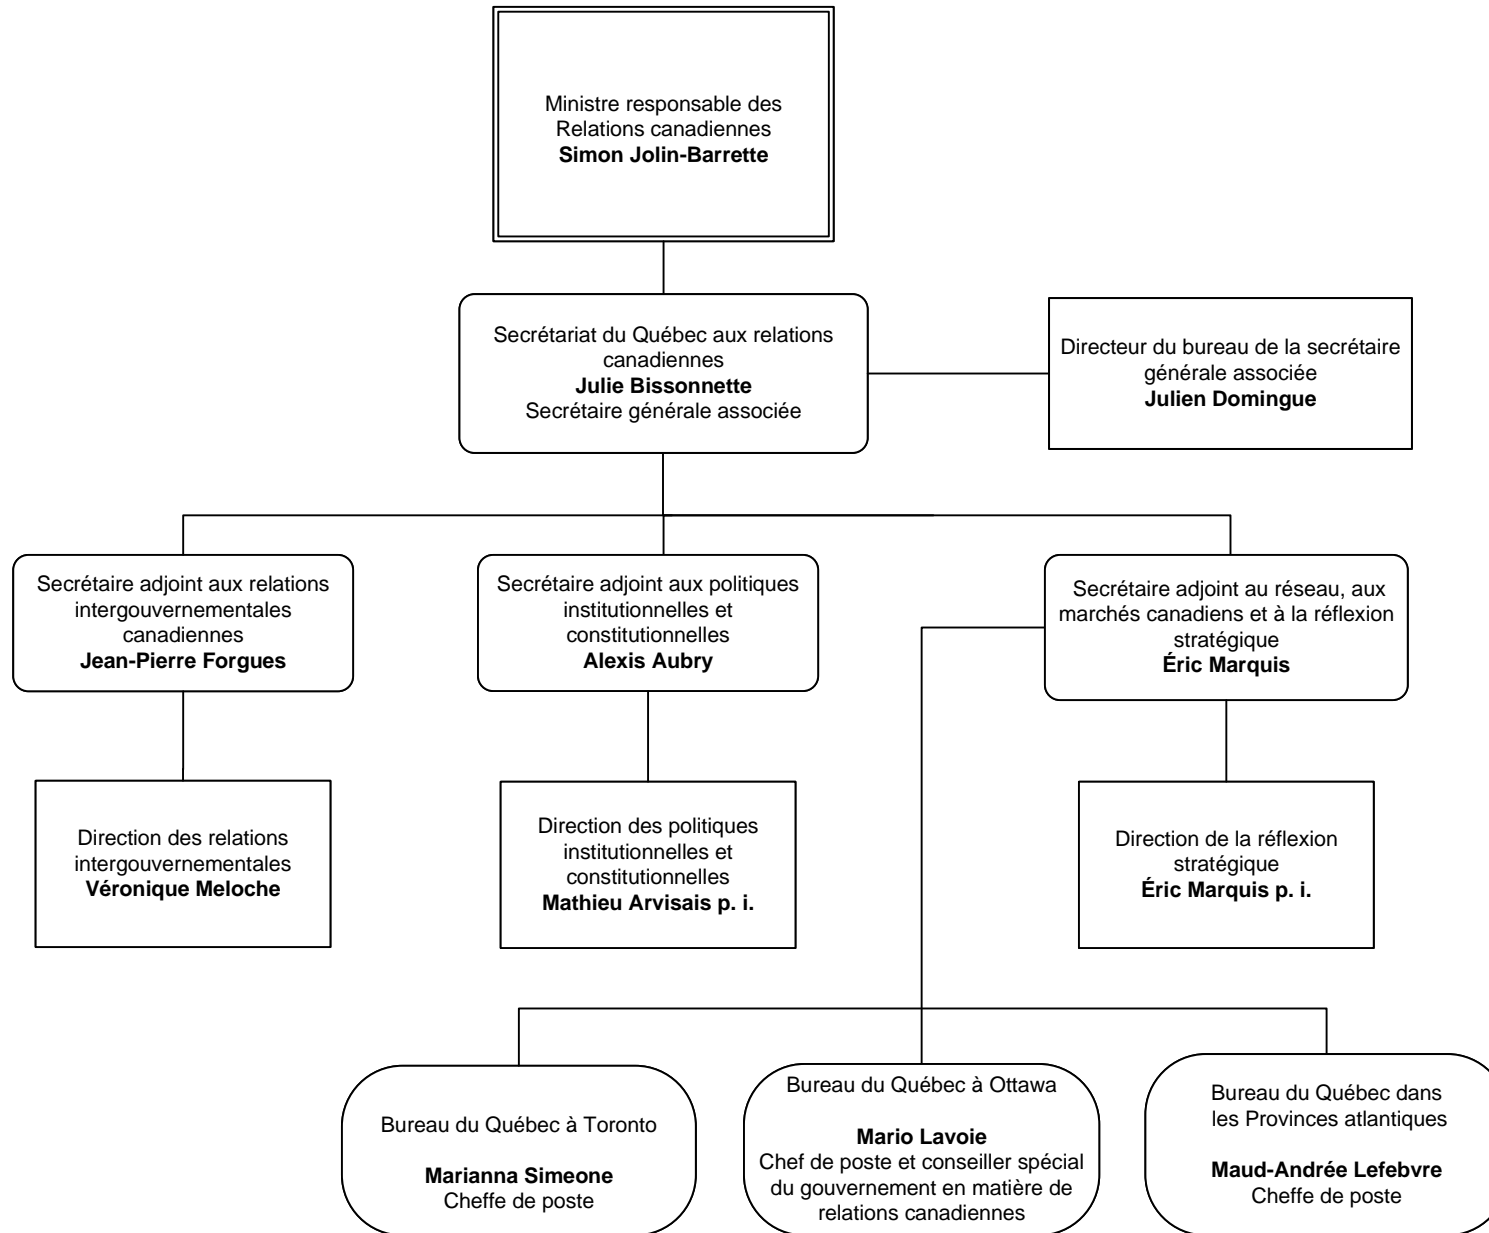 Ministre responsable des
Relations canadiennes
Simon Jolin-Barrette
Secrétariat du Québec aux relations
canadiennes
Julie Bissonnette
Secrétaire générale associée
Directeur du bureau de la secrétaire
générale associée
Julien Domingue
Secrétaire adjoint aux relations
intergouvernementales
canadiennes
Jean-Pierre Forgues
Secrétaire adjoint aux politiques
institutionnelles et
constitutionnelles
Alexis Aubry
Secrétaire adjoint au réseau, aux
marchés canadiens et à la réflexion
stratégique
Éric Marquis
Direction des relations
intergouvernementales
Véronique Meloche
Direction des politiques
institutionnelles et
constitutionnelles
Mathieu Arvisais p. i.
Direction de la réflexion
stratégique
Éric Marquis p. i.
Bureau du Québec à Toronto
Marianna Simeone
Cheffe de poste
Bureau du Québec à Ottawa
Mario Lavoie
Chef de poste et conseiller spécial
du gouvernement en matière de
relations canadiennes
Bureau du Québec dans
les Provinces atlantiques
Maud-Andrée Lefebvre
Cheffe de poste